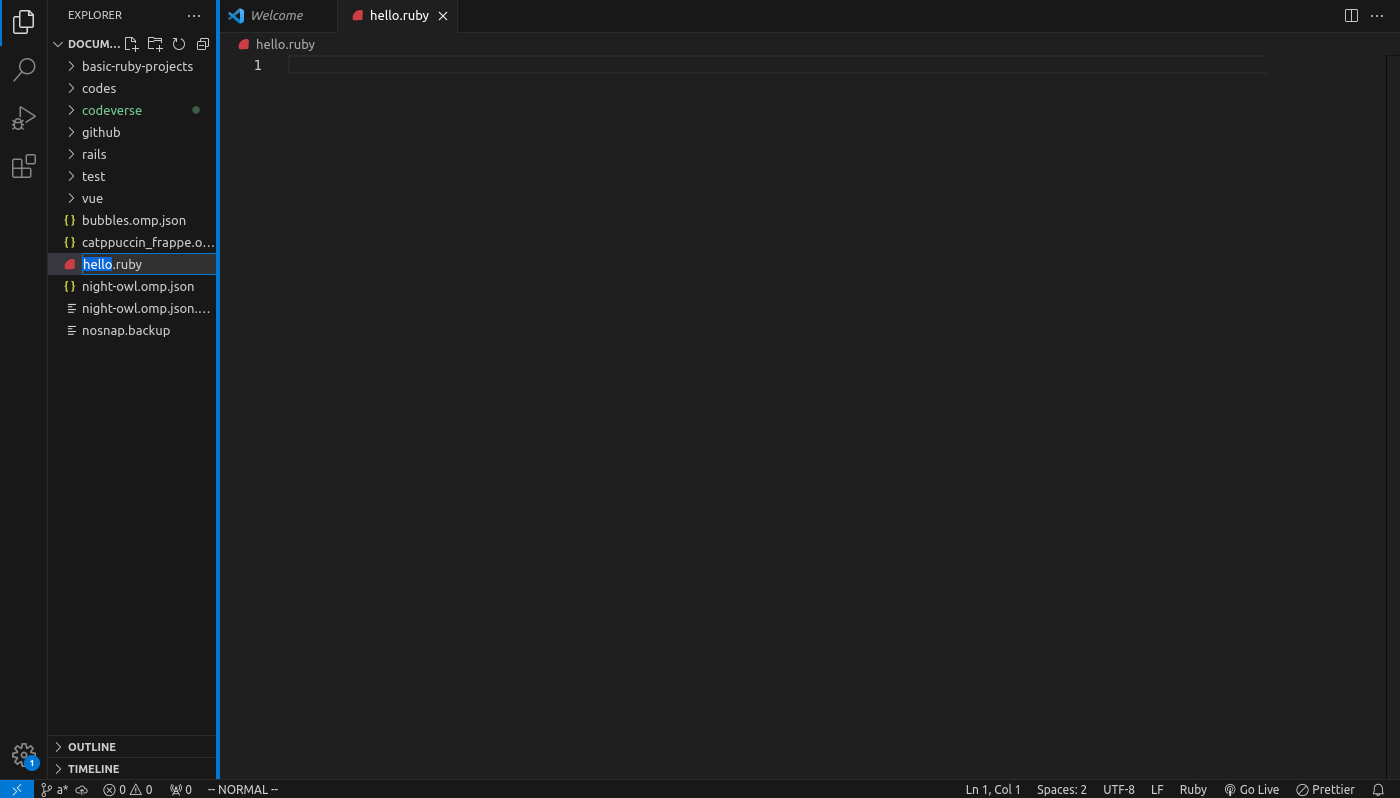 EXPLORER
Welcome
hello.ruby
DOCUM...
hello.ruby
1
basic-ruby-projects
codes
codeverse
github
rails
test
vue
{} bubbles.omp.json
{} catppuccin_frappe.o...
hello.ruby
{} night-owl.omp.json
night-owl.omp.json....
nosnap.backup
OUTLINE
TIMELINE
1
a* 0 0 0 -- NORMAL -- Ln 1, Col 1 Spaces: 2 UTF-8 LF Ruby Go Live Prettier